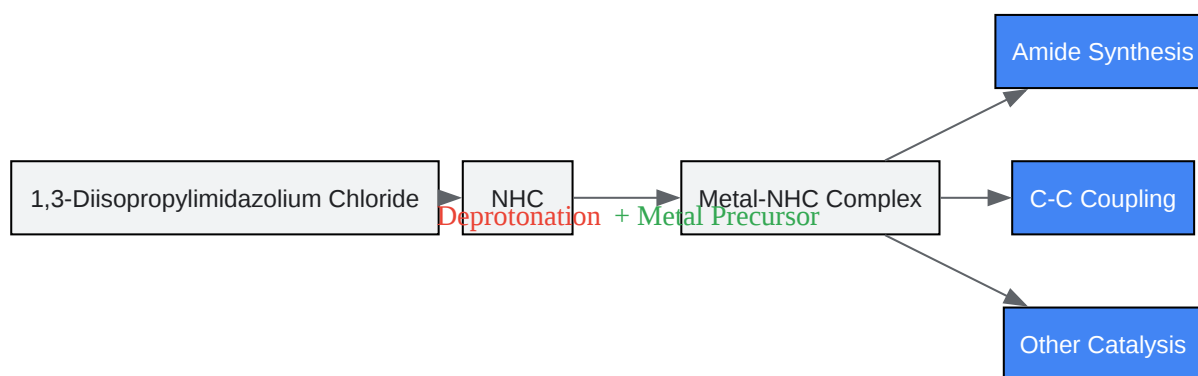 Amide Synthesis
1,3-Diisopropylimidazolium Chloride
NHC
Metal-NHC Complex
C-C Coupling
Deprotonation
+ Metal Precursor
Other Catalysis